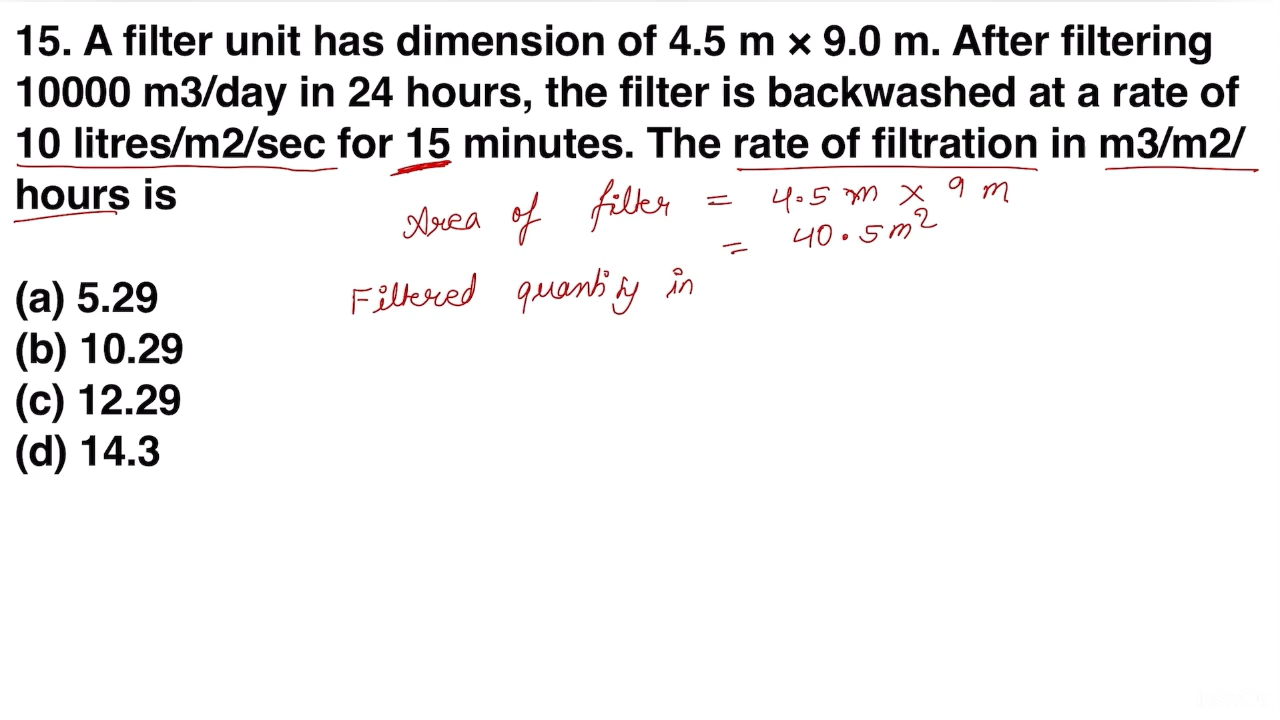 15. A filter unit has dimension of 4.5 m × 9.0 m. After filtering
10000 m3/day in 24 hours, the filter is backwashed at a rate of
10 litres/m2/sec for 15 minutes. The rate of filtration in m3/m2/
hours is
Area of filter = 4.5 m × 9 m
= 40.5 m²
Filtered quantity in
(a) 5.29
(b) 10.29
(c) 12.29
(d) 14.3